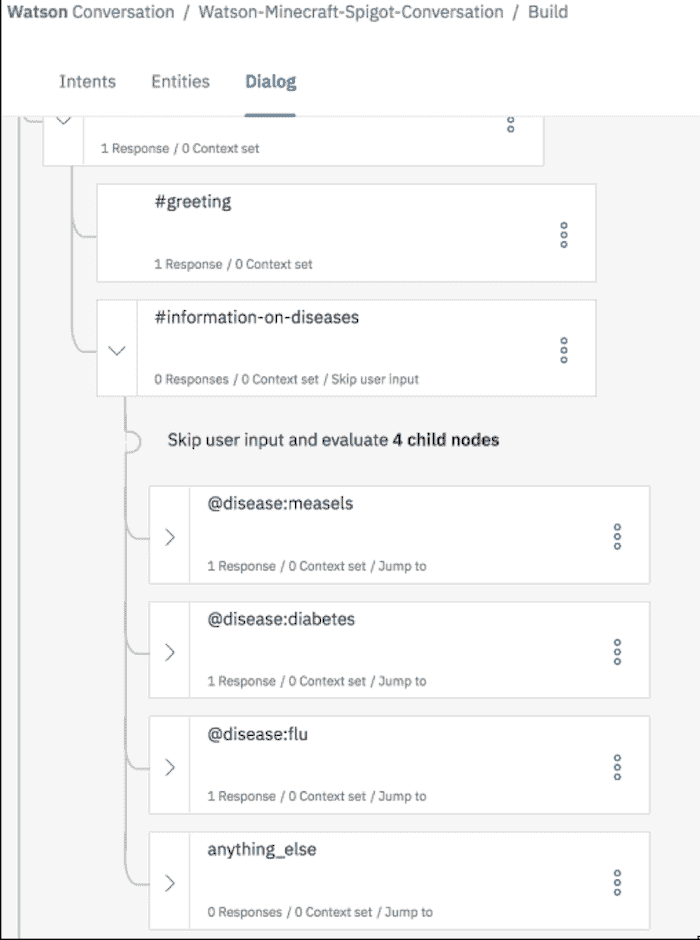 Watson Conversation / Watson-Minecraft-Spigot-Conversation / Build
Intents Entities Dialog
1 Response / 0 Context set
#greeting
1 Response / 0 Context set
#information-on-diseases
0 Responses / 0 Context set / Skip user input
Skip user input and evaluate 4 child nodes
@disease:measels
1 Response / 0 Context set / Jump to
@disease:diabetes
1 Response / 0 Context set / Jump to
@disease:flu
1 Response / 0 Context set / Jump to
anything_else
0 Responses / 0 Context set / Jump to